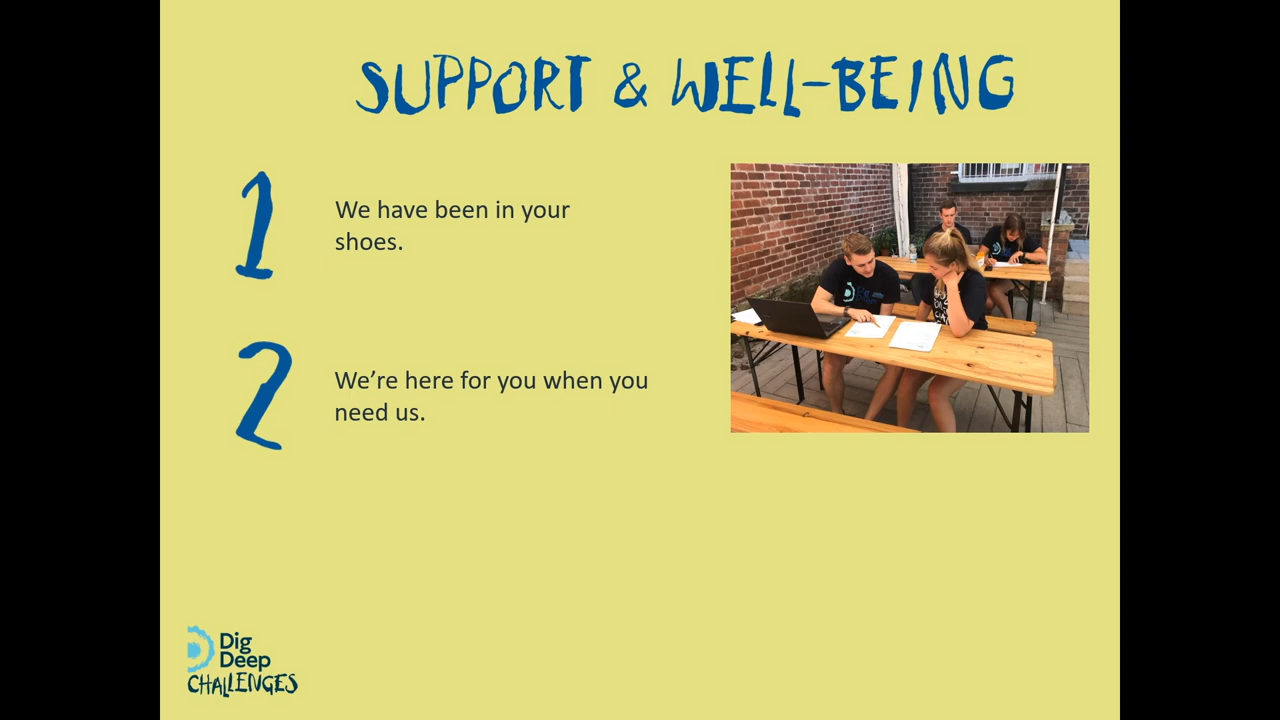 SUPPORT & WELL-BEING
1
We have been in your
shoes.
2
We’re here for you when you
need us.
Dig
Deep
CHALLENGES